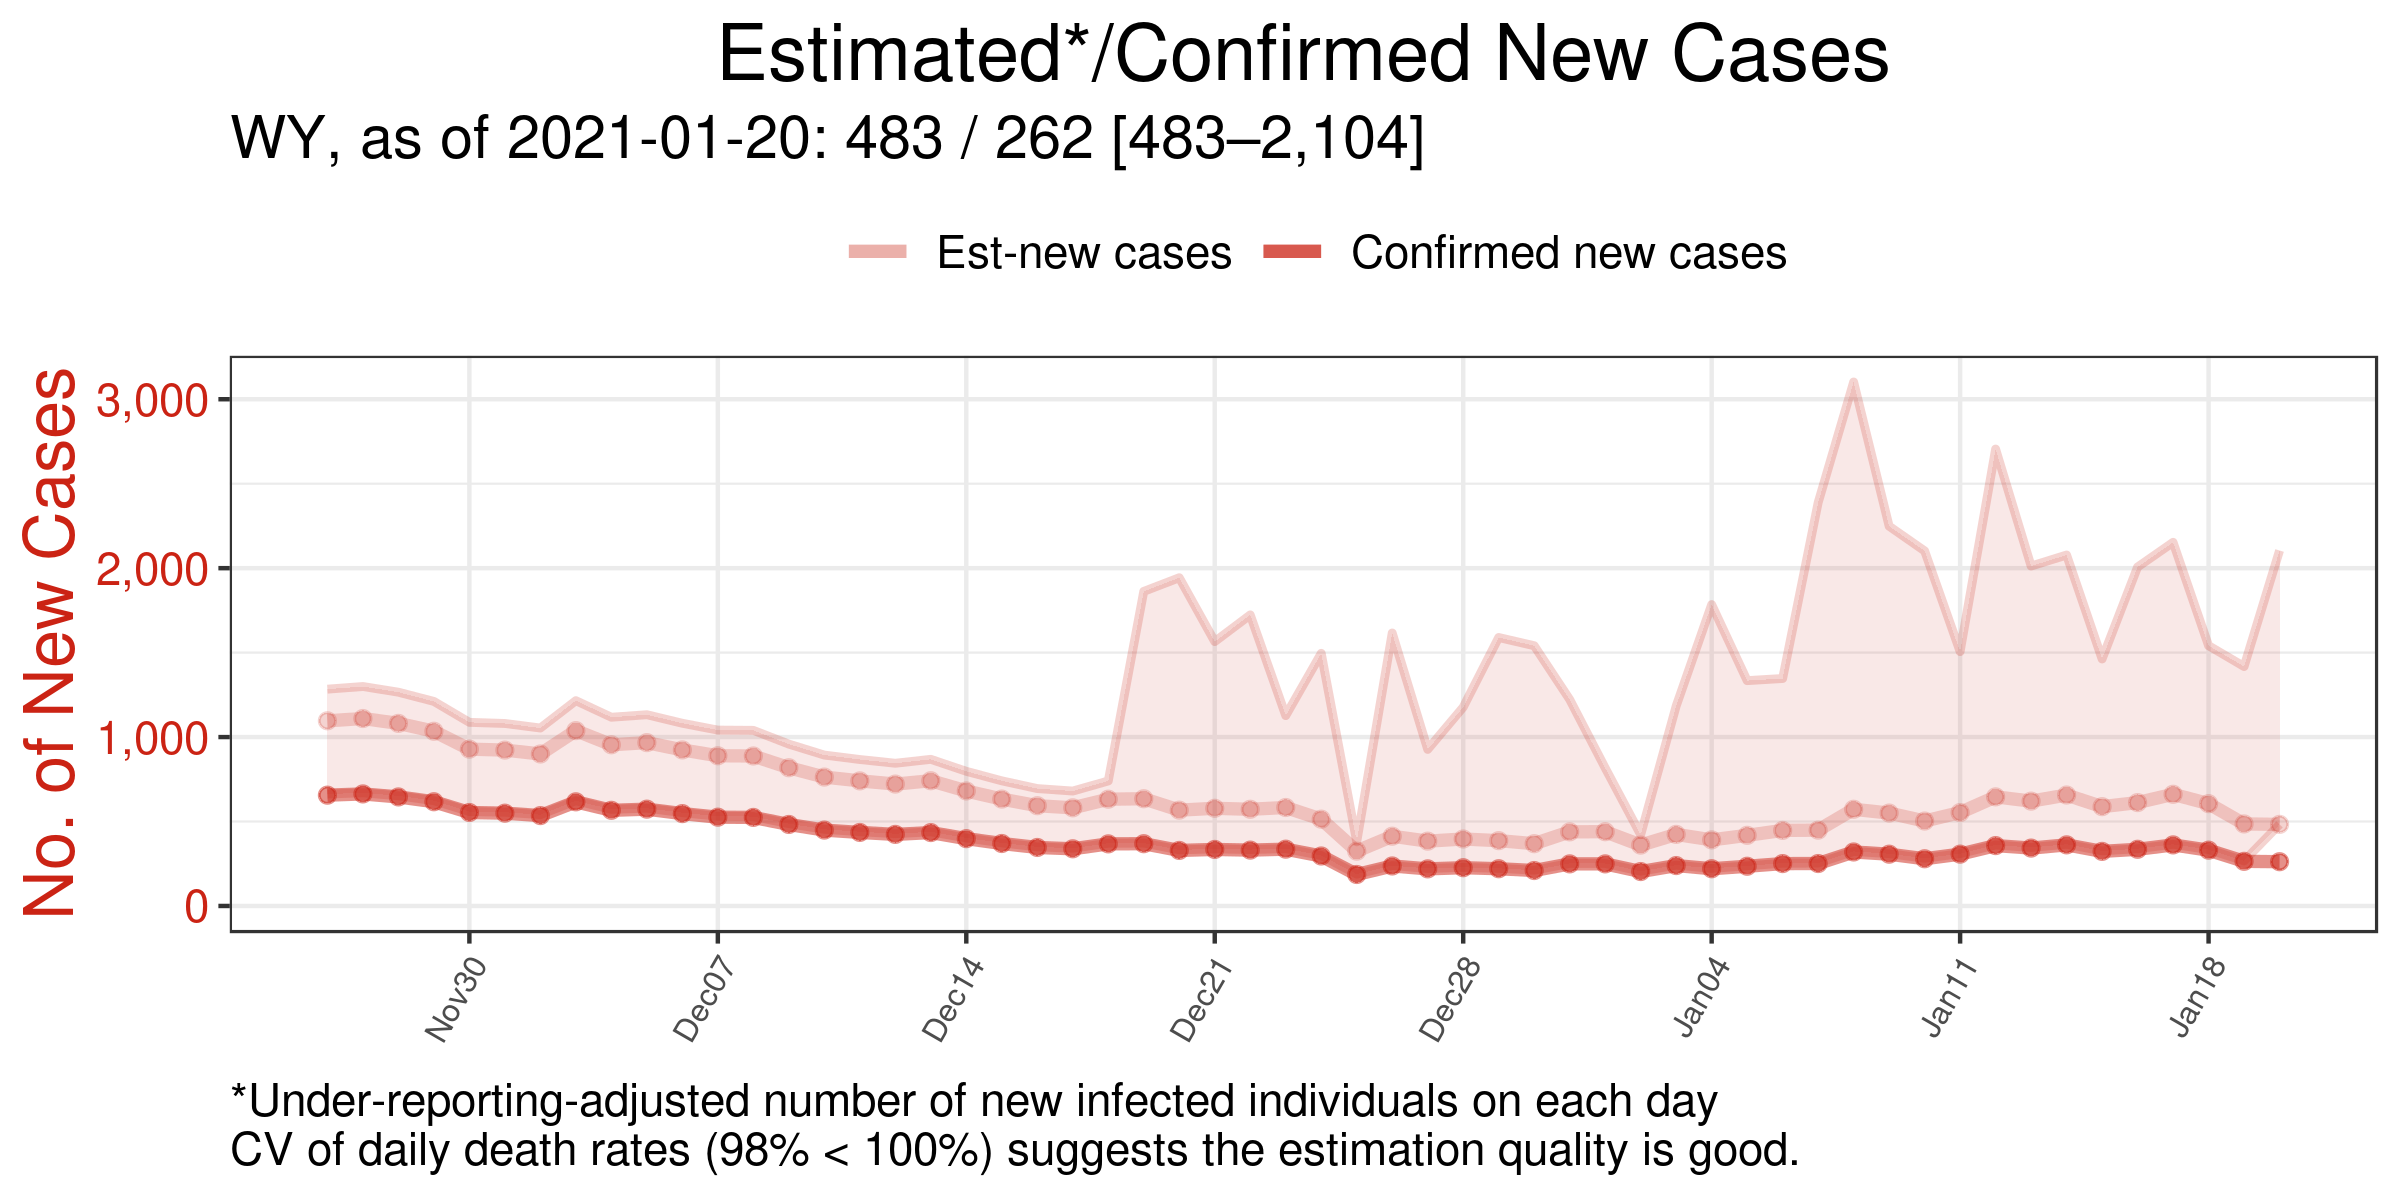 Estimated*/Confirmed New Cases
WY, as of 2021-01-20: 483 / 262 [483–2,104]
Est-new cases
Confirmed new cases
No. of New Cases
3,000
2,000
1,000
0
Nov30
Dec07
Dec14
Dec21
Dec28
Jan04
Jan11
Jan18
*Under-reporting-adjusted number of new infected individuals on each day
CV of daily death rates (98% < 100%) suggests the estimation quality is good.